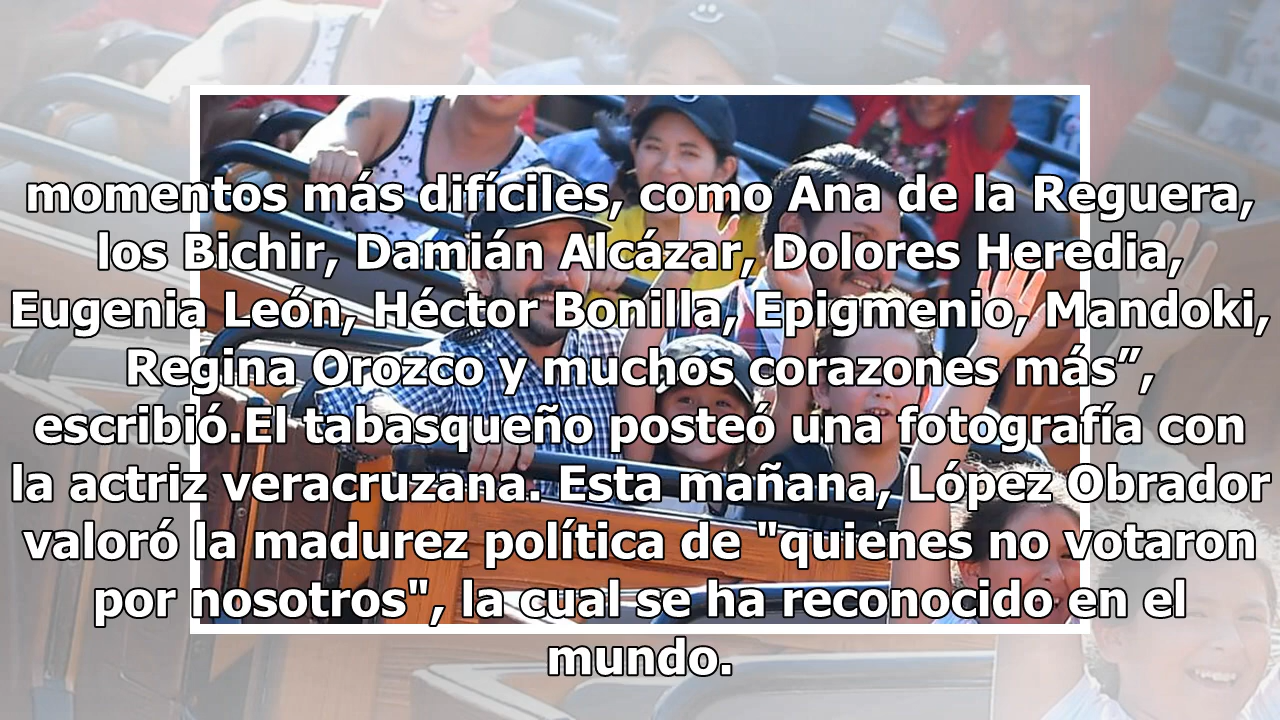 momentos más difíciles, como Ana de la Reguera,
los Bichir, Damián Alcázar, Dolores Heredia,
Eugenia León, Héctor Bonilla, Epigmenio, Mandoki,
Regina Orozco y muchos corazones más”,
escribió.El tabasqueño posteó una fotografía con
la actriz veracruzana. Esta mañana, López Obrador
valoró la madurez política de "quienes no votaron
por nosotros", la cual se ha reconocido en el
mundo.